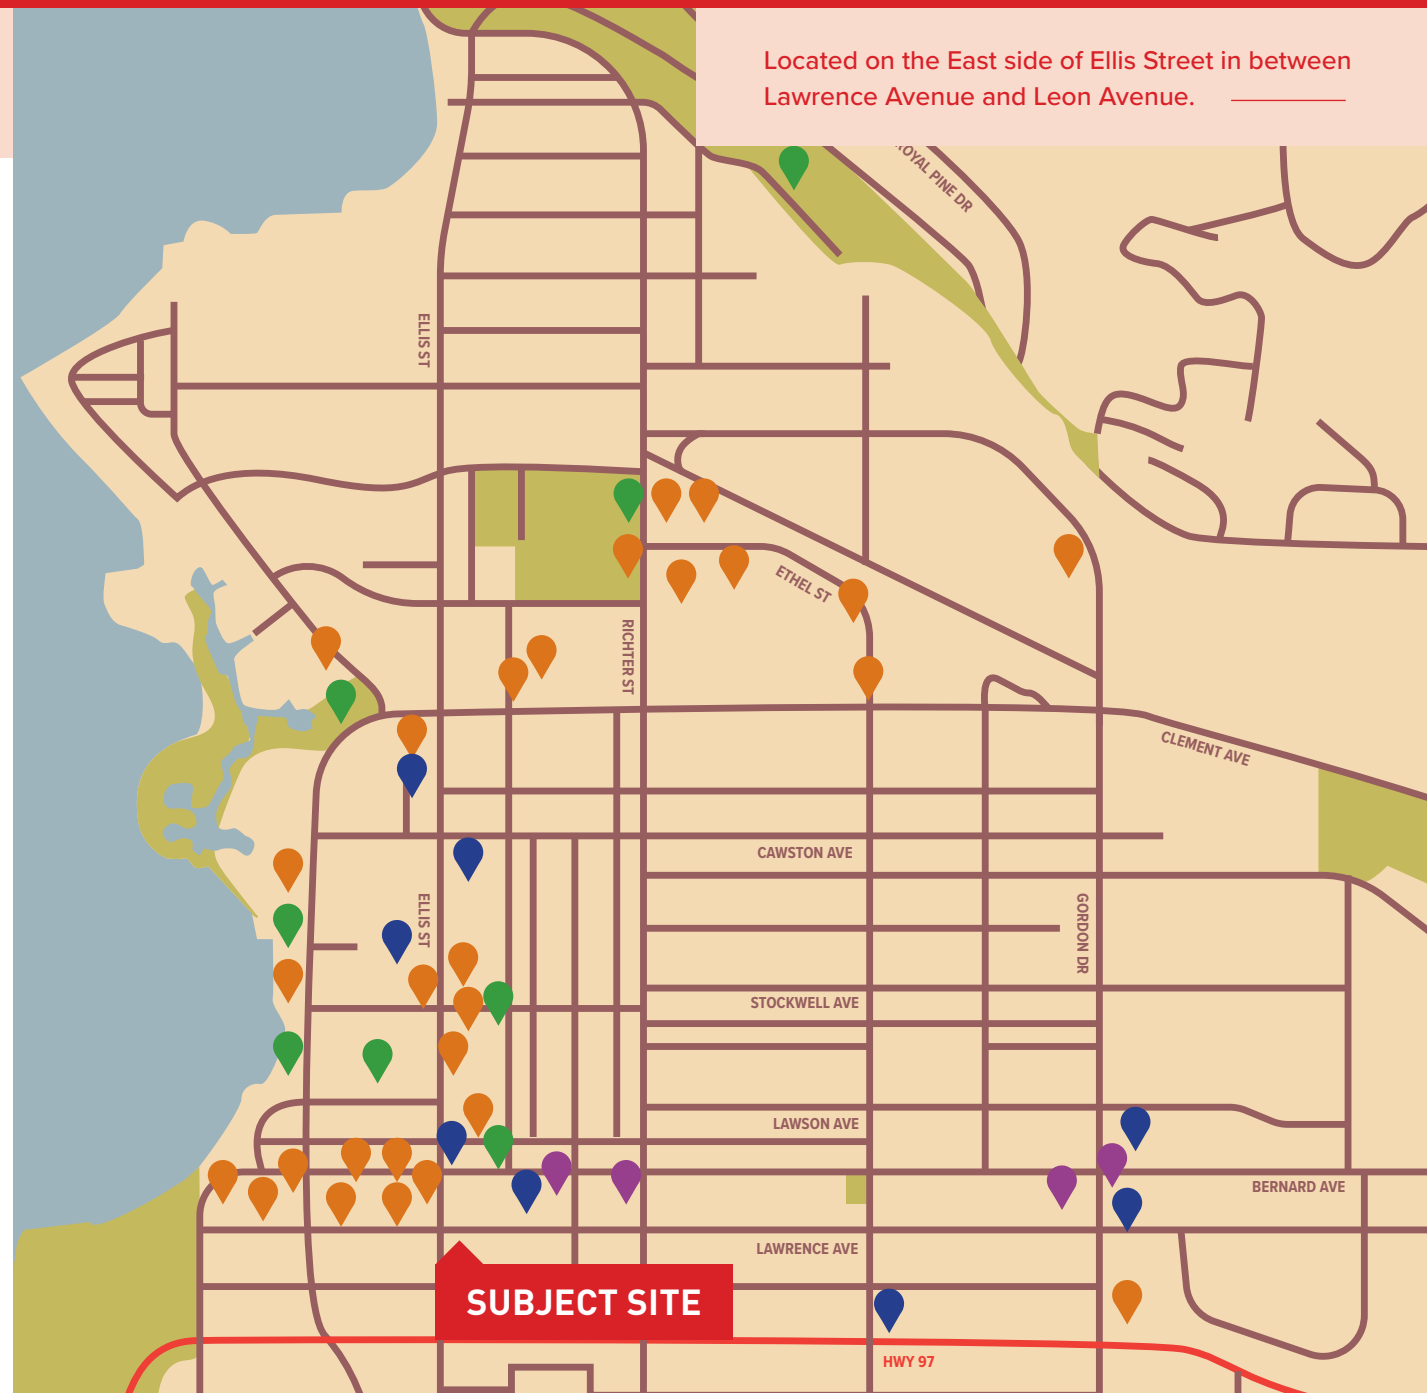 Located on the East side of Ellis Street in between
Lawrence Avenue and Leon Avenue.
ROYAL PINE DR
ELLIS ST
ETHEL ST
RICHTER ST
CLEMENT AVE
CAWSTON AVE
ELLIS ST
GORDON DR
STOCKWELL AVE
LAWSON AVE
BERNARD AVE
LAWRENCE AVE
SUBJECT SITE
HWY 97